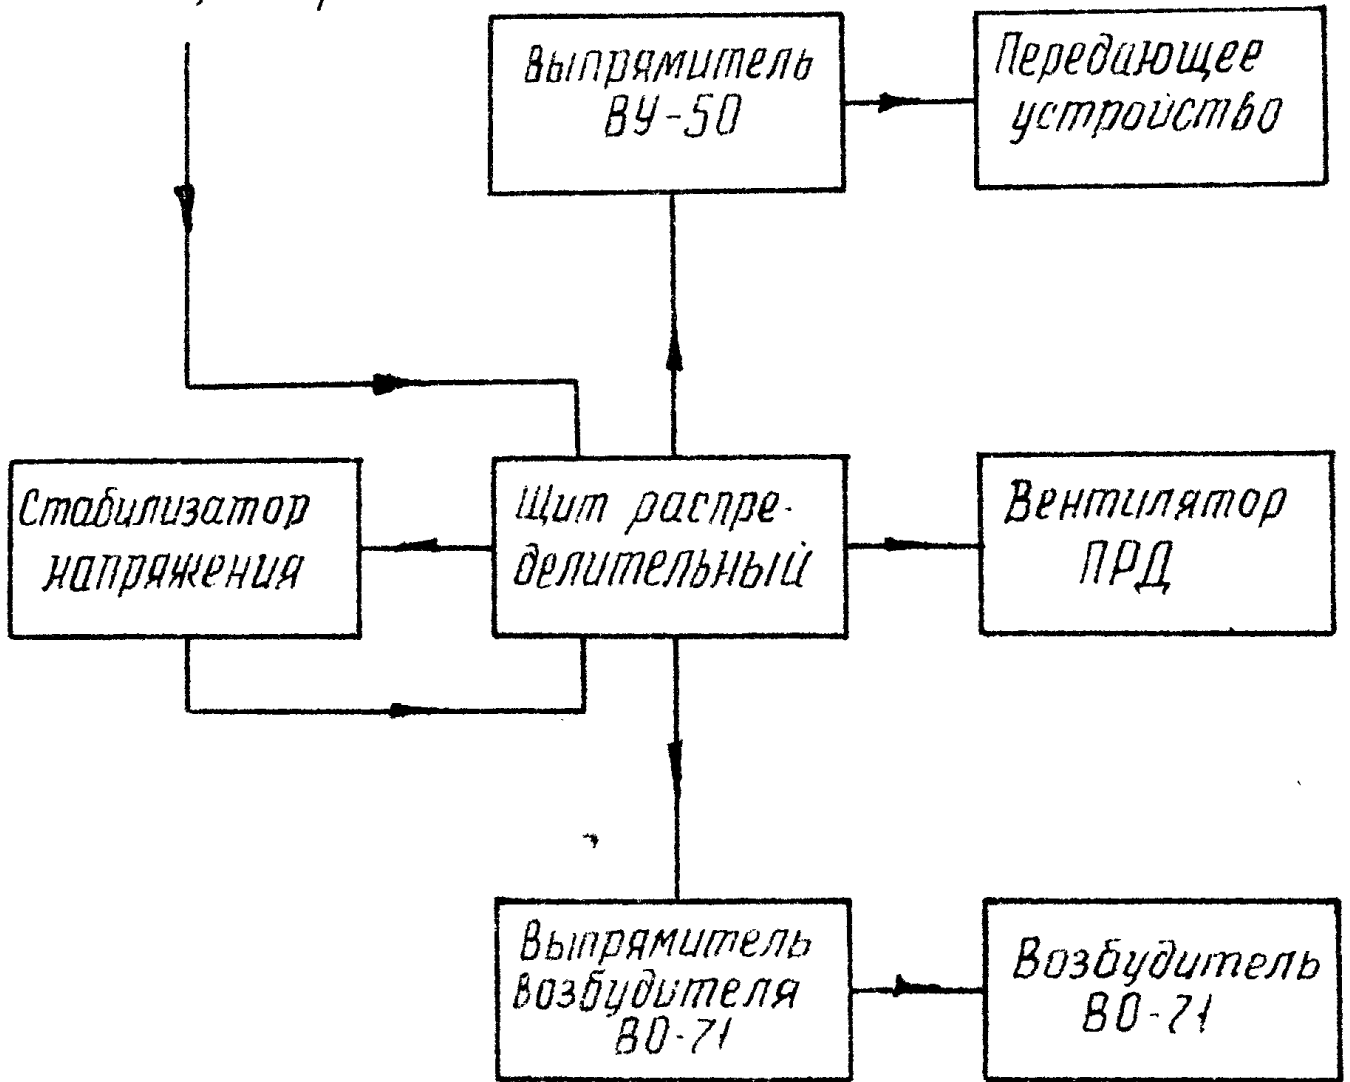 Выпрямитель
ВУ-50
Передающее
устройство
Стабилизатор
напряжения
Щит распре-
делительный
Вентилятор
ПРД
Выпрямитель
возбудителя
ВО-71
Возбудитель
ВО-71